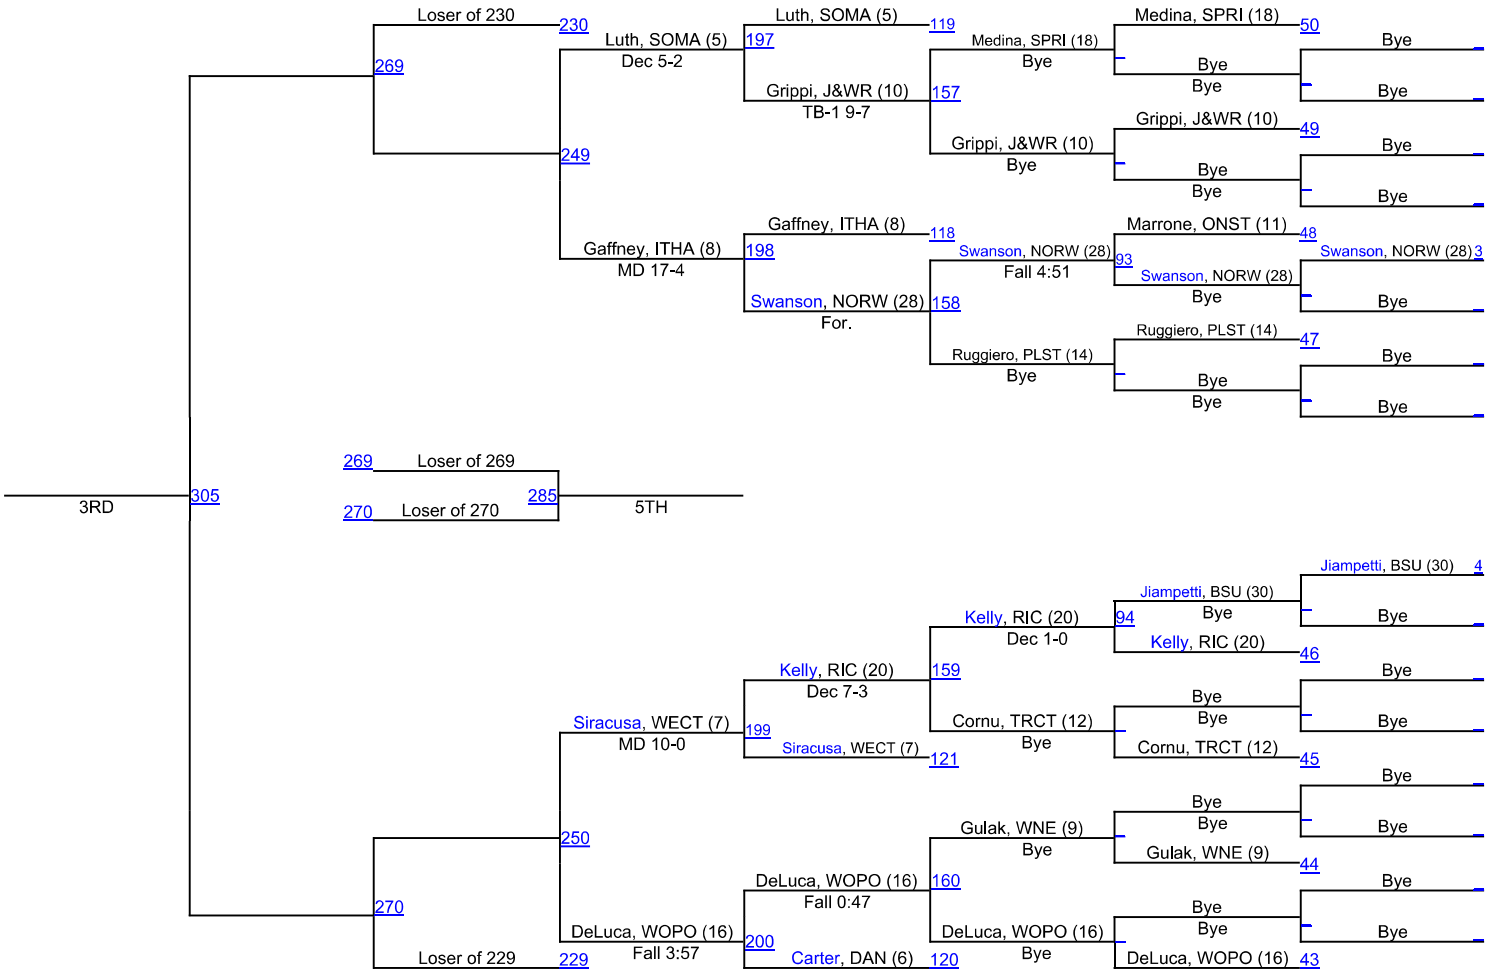 Loser of 230
230
Luth, SOMA (5)
119
Medina, SPRI (18)
50
Luth, SOMA (5)
197
Medina, SPRI (18)
Bye
Dec 5-2
Bye
Bye
269
Bye
Grippi, J&WR (10)
157
Bye
TB-1 9-7
Grippi, J&WR (10)
49
Grippi, J&WR (10)
Bye
249
Bye
Bye
Bye
Bye
Gaffney, ITHA (8)
118
Marrone, ONST (11)
48
Gaffney, ITHA (8)
198
Swanson, NORW (28)
93
Swanson, NORW (28)
3
MD 17-4
Fall 4:51
Swanson, NORW (28)
Swanson, NORW (28)
158
Bye
Bye
For.
Ruggiero, PLST (14)
47
Ruggiero, PLST (14)
Bye
Bye
Bye
Bye
Bye
269
Loser of 269
305
285
3RD
270
Loser of 270
5TH
Jiampetti, BSU (30)
4
Jiampetti, BSU (30)
Kelly, RIC (20)
94
Bye
Bye
Dec 1-0
Kelly, RIC (20)
46
Kelly, RIC (20)
159
Bye
Dec 7-3
Bye
Siracusa, WECT (7)
199
Cornu, TRCT (12)
Bye
Bye
MD 10-0
Siracusa, WECT (7)
121
Bye
Cornu, TRCT (12)
45
Bye
Bye
250
Gulak, WNE (9)
Bye
Bye
Bye
Gulak, WNE (9)
44
DeLuca, WOPO (16)
160
Bye
Fall 0:47
270
Bye
DeLuca, WOPO (16)
200
DeLuca, WOPO (16)
Bye
Bye
Fall 3:57
Bye
Loser of 229
229
Carter, DAN (6)
120
DeLuca, WOPO (16)
43